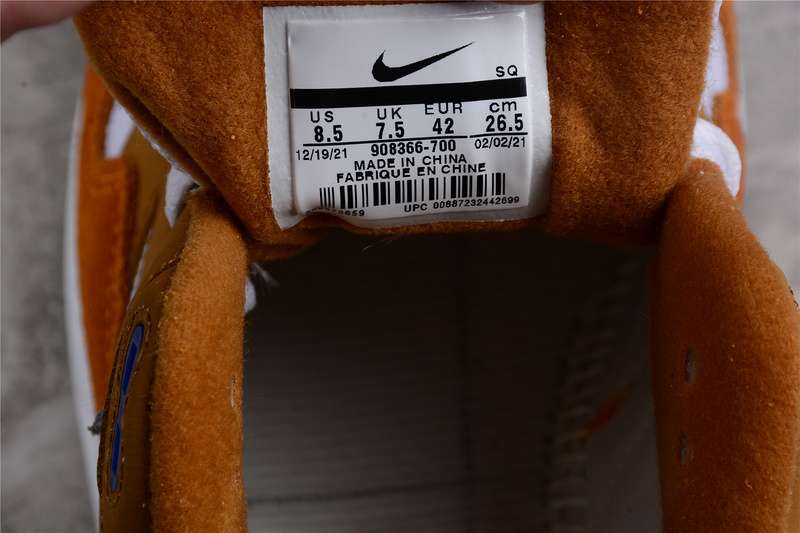 SQ
US UK EUR cm
8.5 7.5 42 26.5
12/19/21 908366-700 02/02/21
MADE IN CHINA
FABRIQUE EN CHINE
UPC 00887232442699